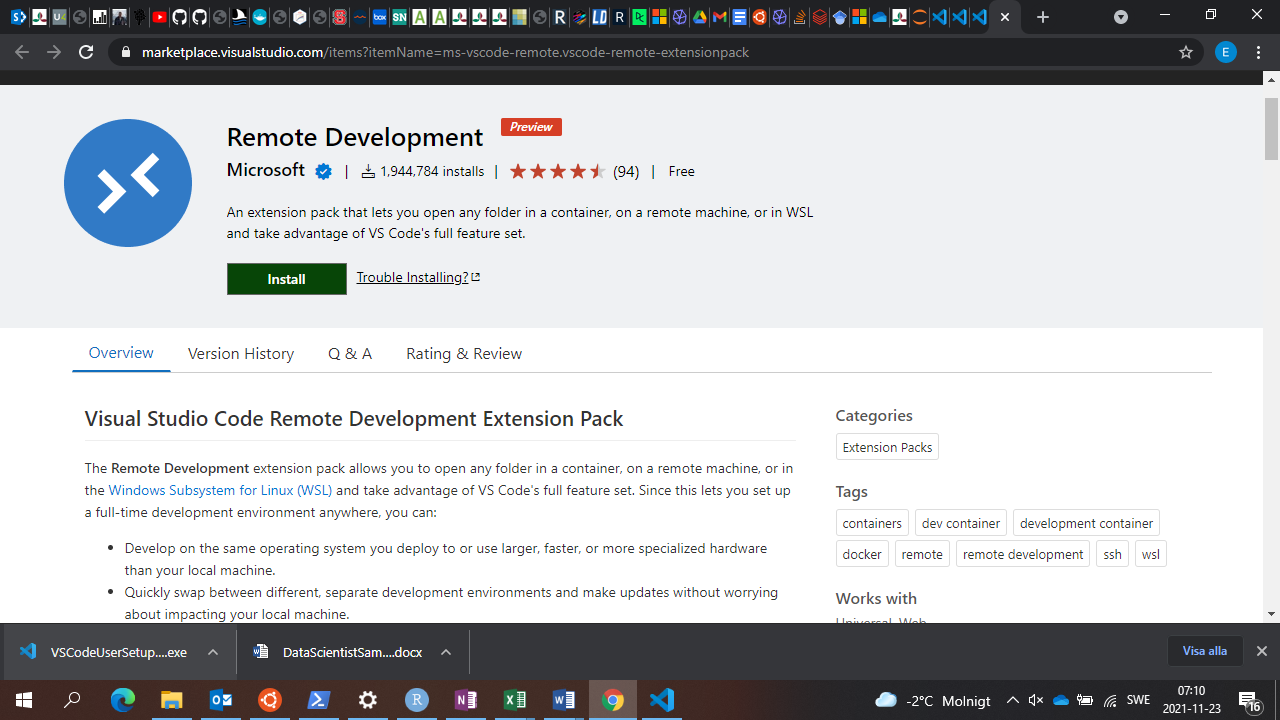 marketplace.visualstudio.com/items?itemName=ms-vscode-remote.vscode-remote-extensionpack
E
Remote Development
Preview
Microsoft | 1,944,784 installs | (94) | Free
An extension pack that lets you open any folder in a container, on a remote machine, or in WSL
and take advantage of VS Code's full feature set.
Install
Trouble Installing?
Overview Version History Q & A Rating & Review
Visual Studio Code Remote Development Extension Pack
The Remote Development extension pack allows you to open any folder in a container, on a remote machine, or in
the Windows Subsystem for Linux (WSL) and take advantage of VS Code's full feature set. Since this lets you set up
a full-time development environment anywhere, you can:
• Develop on the same operating system you deploy to or use larger, faster, or more specialized hardware
than your local machine.
• Quickly swap between different, separate development environments and make updates without worrying
about impacting your local machine.
Categories
Extension Packs
Tags
containers dev container development container
docker remote remote development ssh wsl
Works with
Universal, Web
VSCodeUserSetup....exe
DataScientistSam....docx
Visa alla
-2°C Molnigt
SWE
07:10
2021-11-23
16